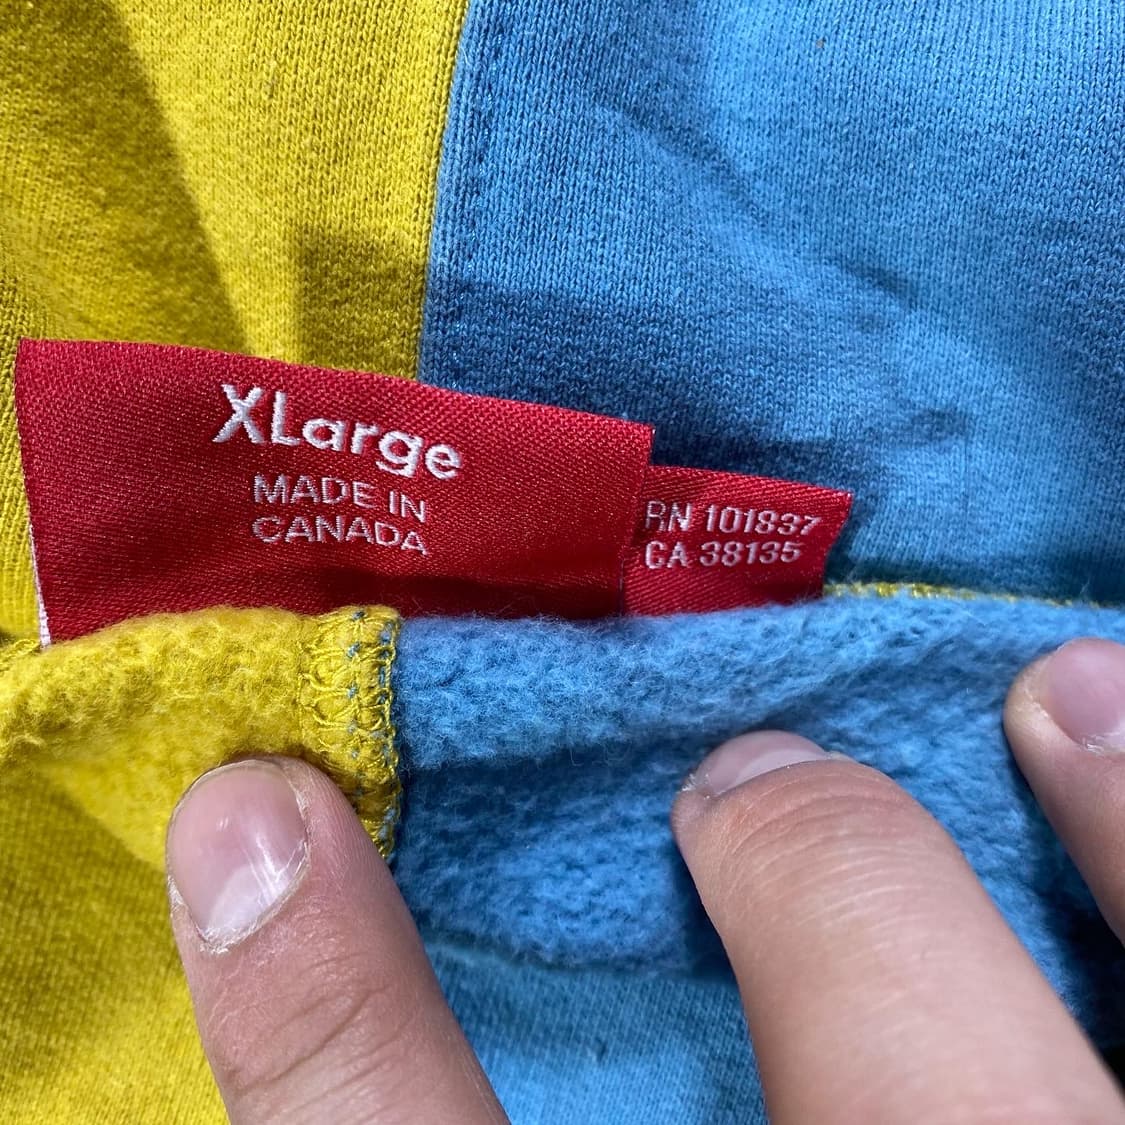 XLarge
MADE IN
CANADA
RN 101837
CA 38135